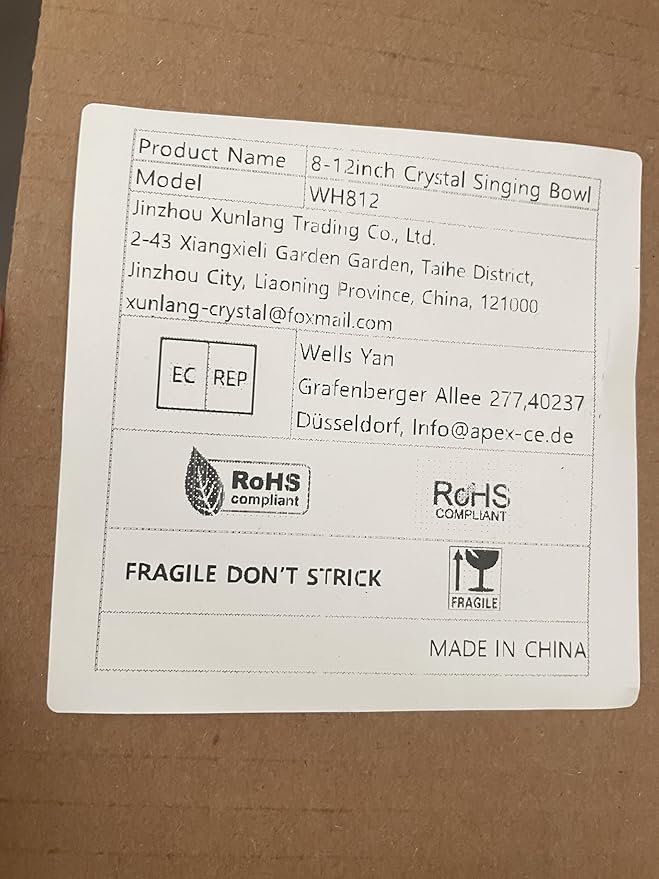 Product Name 8-12inch Crystal Singing Bowl
Model WH812
Jinzhou Xunlang Trading Co., Ltd.
2-43 Xiangxieli Garden Garden, Taihe District,
Jinzhou City, Liaoning Province, China, 121000
xunlang-crystal@foxmail.com
EC REP
Wells Yan
Grafenberger Allee 277,40237
Düsseldorf, Info@apex-ce.de
RoHS
compliant
RoHS
COMPLIANT
FRAGILE DON'T STRICK
FRAGILE
MADE IN CHINA